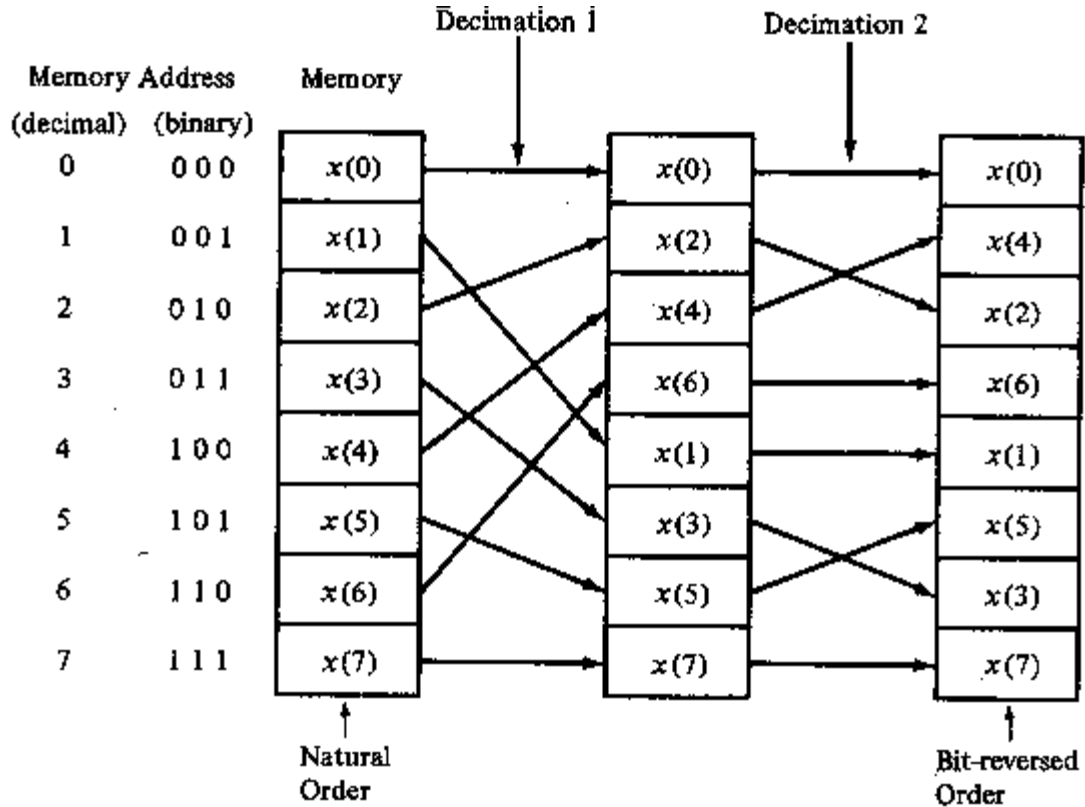 Decimation 1 Decimation 2
Memory Address Memory
(decimal) (binary)
0 0 0 0 x(0) x(0) x(0)
1 0 0 1 x(1) x(2) x(4)
2 0 1 0 x(2) x(4) x(2)
3 0 1 1 x(3) x(6) x(6)
4 1 0 0 x(4) x(1) x(1)
5 1 0 1 x(5) x(3) x(5)
6 1 1 0 x(6) x(5) x(3)
7 1 1 1 x(7) x(7) x(7)
Natural Bit-reversed
Order Order